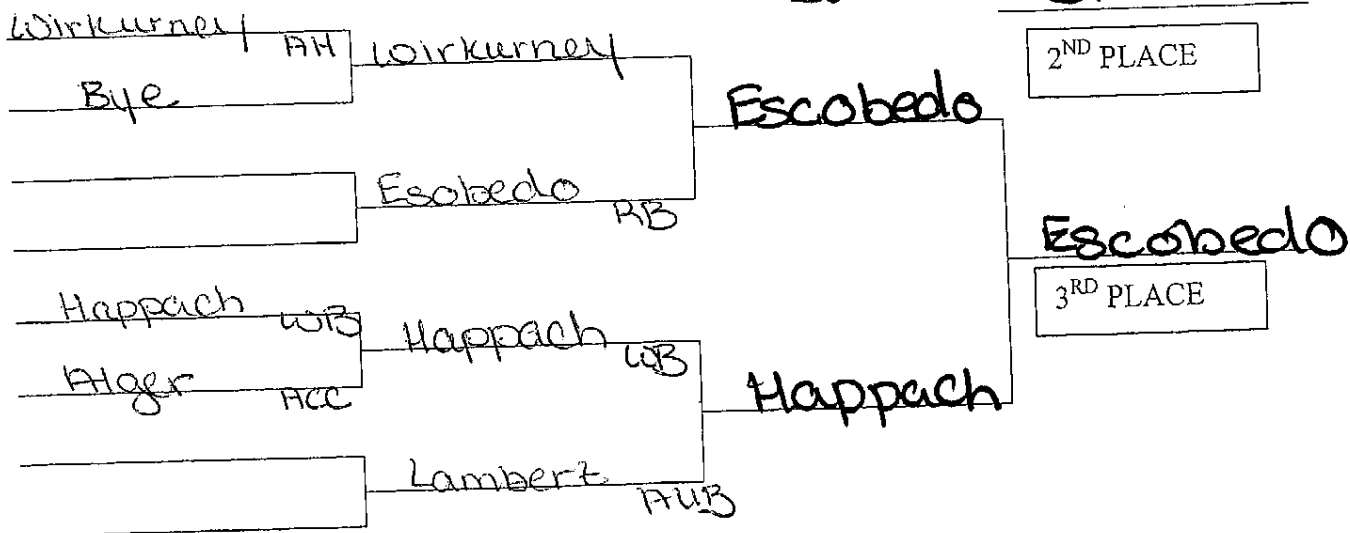 Wirkurney AH
Bye
Wirkurney
Esobedo RB
Happach WB
Alger ACC
Happach WB
Lambert AUB
Escobedo
Happach
2ND PLACE
Escobedo
3RD PLACE